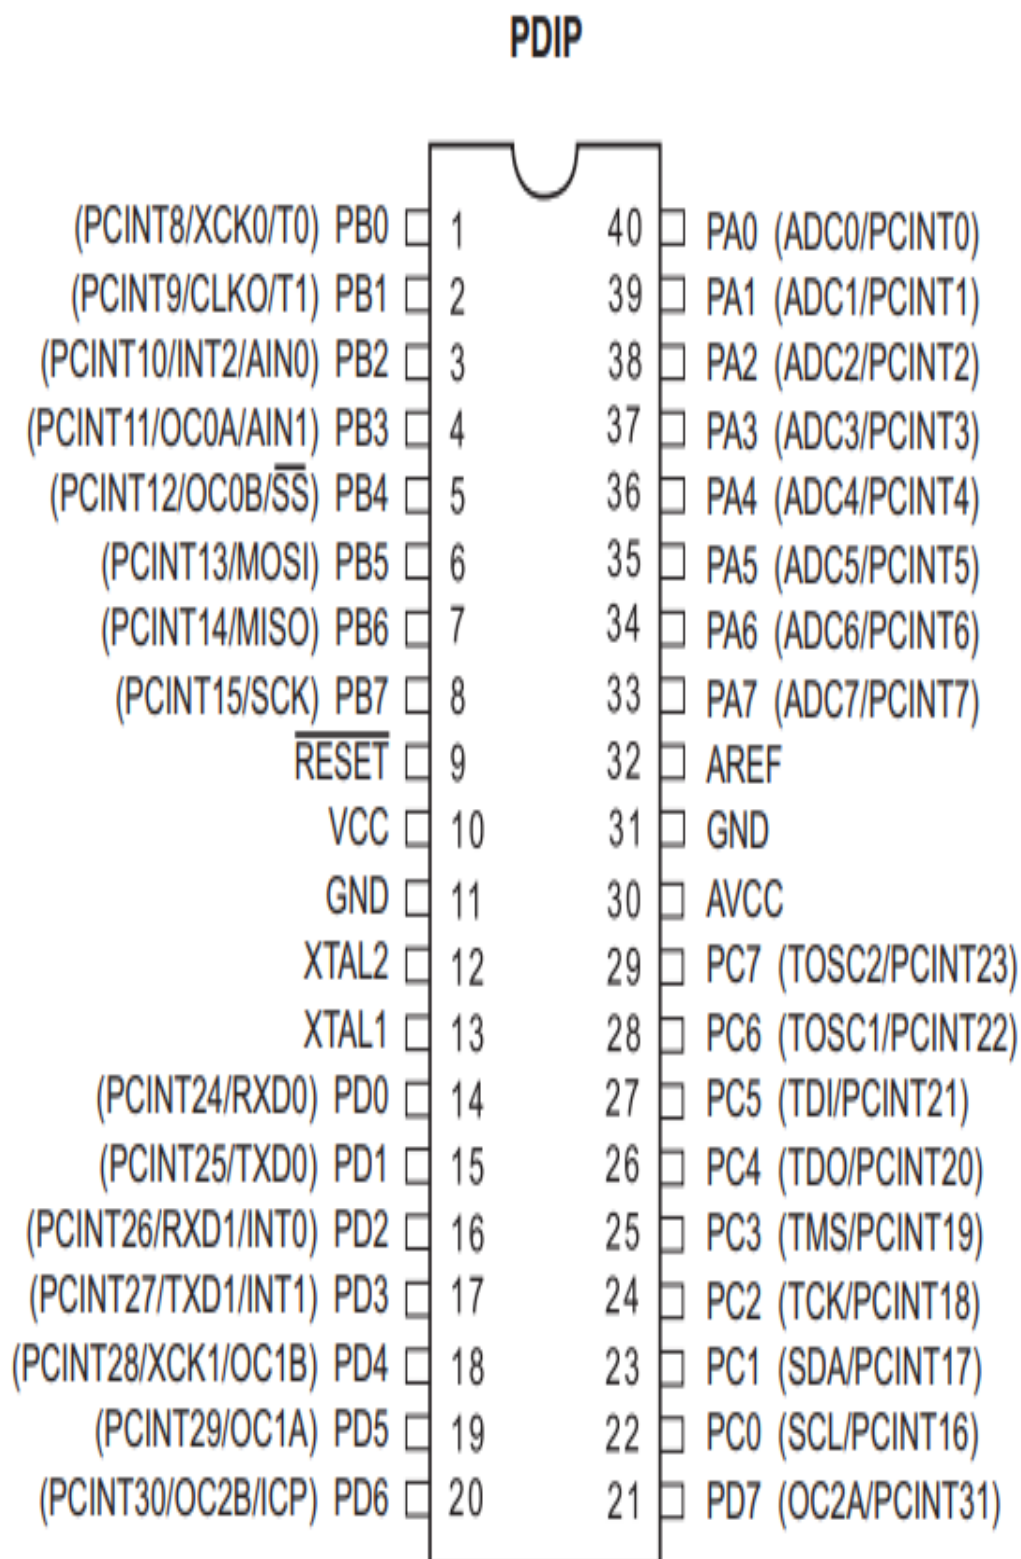 PDIP
(PCINT8/XCK0/T0) PB0 1 40 PA0 (ADC0/PCINT0)
(PCINT9/CLKO/T1) PB1 2 39 PA1 (ADC1/PCINT1)
(PCINT10/INT2/AIN0) PB2 3 38 PA2 (ADC2/PCINT2)
(PCINT11/OC0A/AIN1) PB3 4 37 PA3 (ADC3/PCINT3)
(PCINT12/OC0B/S̅S̅) PB4 5 36 PA4 (ADC4/PCINT4)
(PCINT13/MOSI) PB5 6 35 PA5 (ADC5/PCINT5)
(PCINT14/MISO) PB6 7 34 PA6 (ADC6/PCINT6)
(PCINT15/SCK) PB7 8 33 PA7 (ADC7/PCINT7)
R̅E̅S̅E̅T̅ 9 32 AREF
VCC 10 31 GND
GND 11 30 AVCC
XTAL2 12 29 PC7 (TOSC2/PCINT23)
XTAL1 13 28 PC6 (TOSC1/PCINT22)
(PCINT24/RXD0) PD0 14 27 PC5 (TDI/PCINT21)
(PCINT25/TXD0) PD1 15 26 PC4 (TDO/PCINT20)
(PCINT26/RXD1/INT0) PD2 16 25 PC3 (TMS/PCINT19)
(PCINT27/TXD1/INT1) PD3 17 24 PC2 (TCK/PCINT18)
(PCINT28/XCK1/OC1B) PD4 18 23 PC1 (SDA/PCINT17)
(PCINT29/OC1A) PD5 19 22 PC0 (SCL/PCINT16)
(PCINT30/OC2B/ICP) PD6 20 21 PD7 (OC2A/PCINT31)